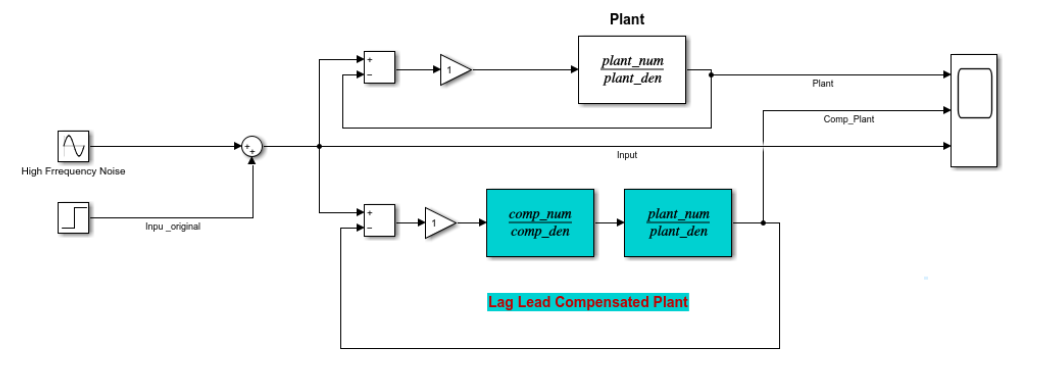 Plant
+
−
1
plant_num
plant_den
Plant
Comp_Plant
+
+
High Frrequency Noise
Input
Inpu _original
+
−
1
comp_num
comp_den
plant_num
plant_den
Lag Lead Compensated Plant